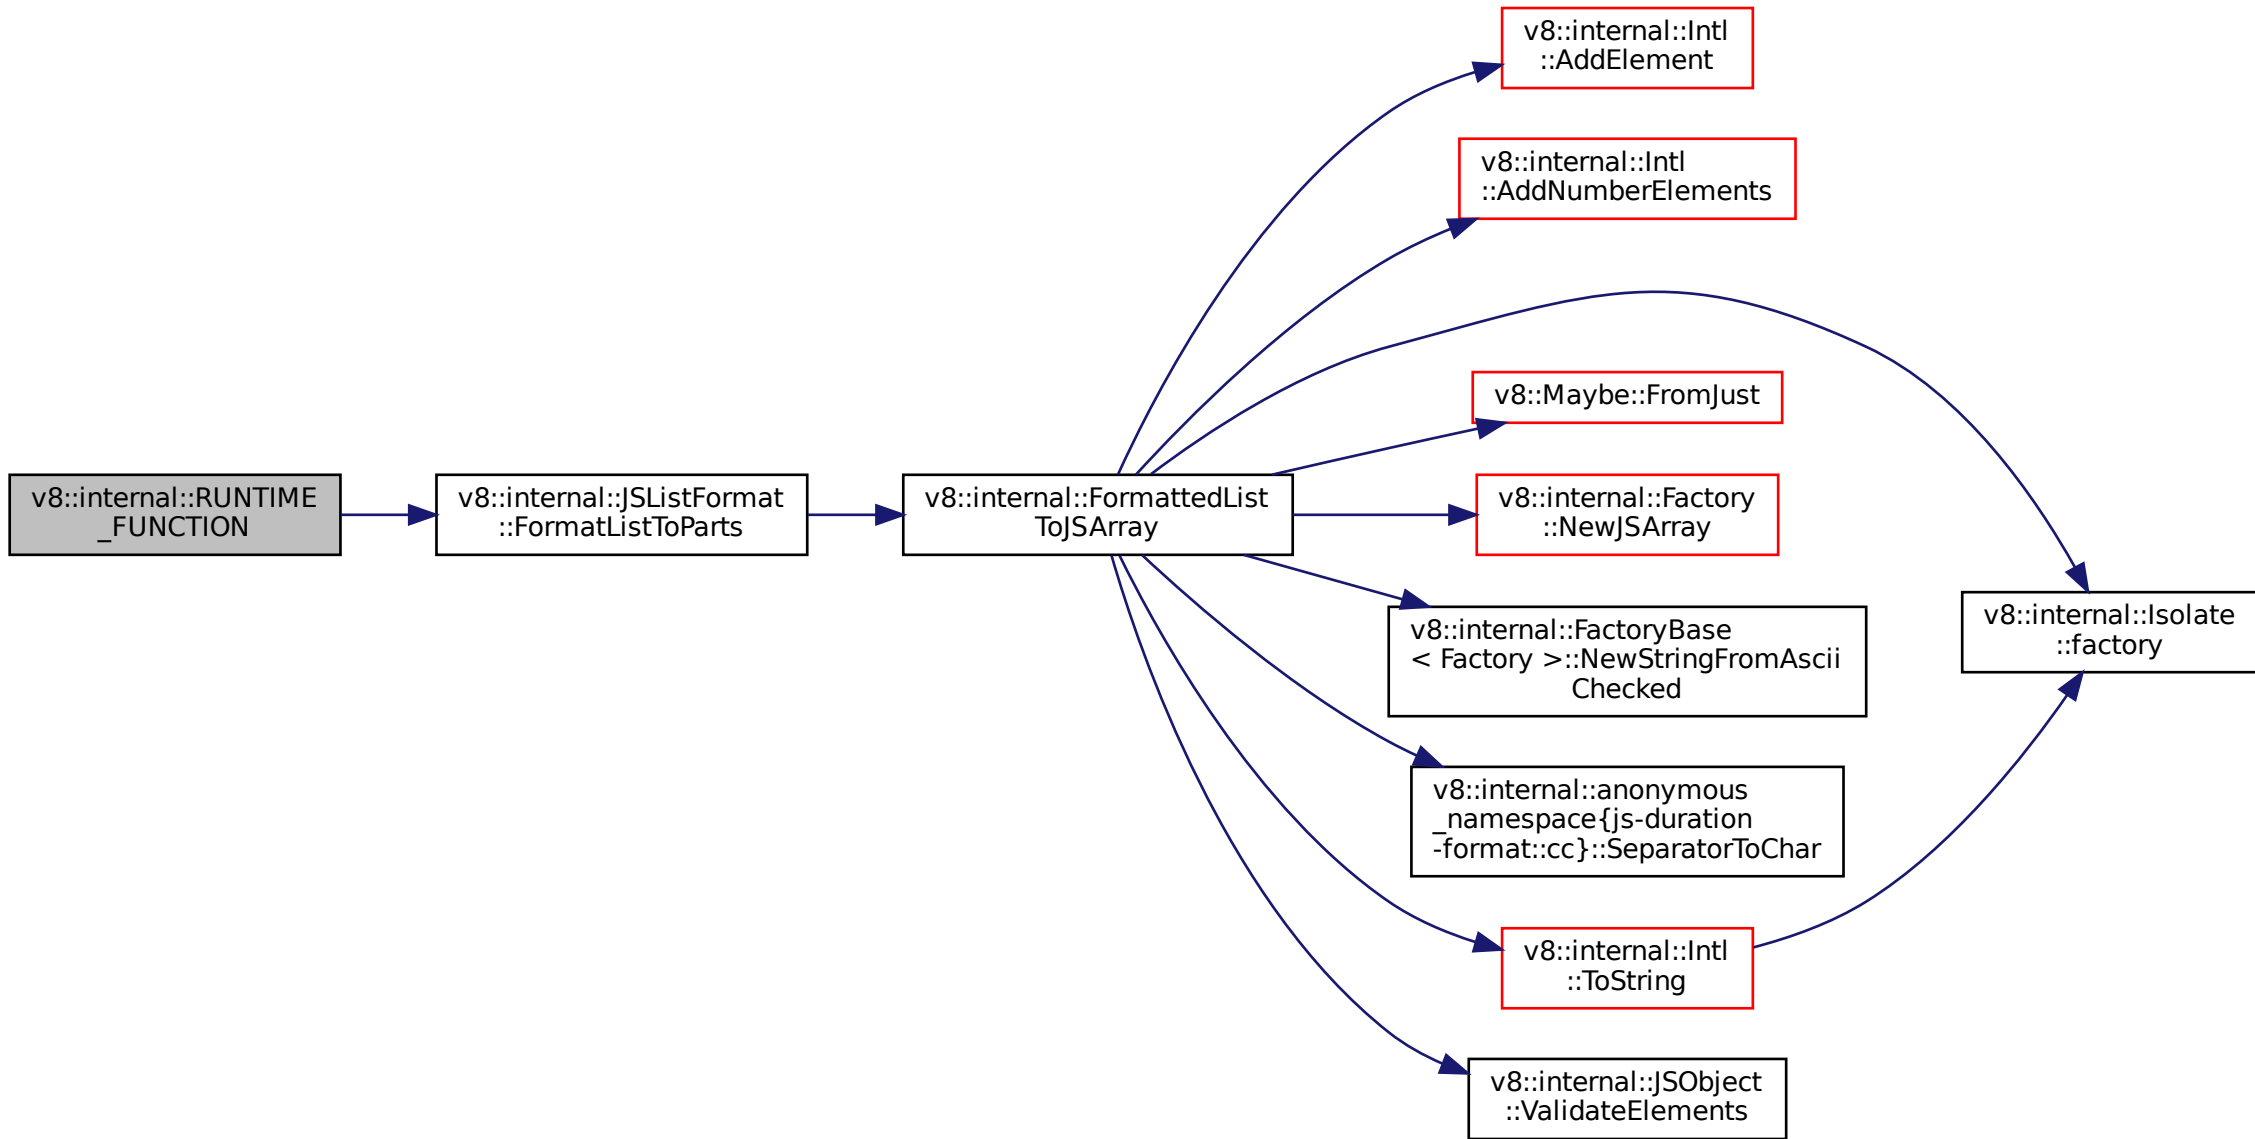 v8::internal::RUNTIME
_FUNCTION
v8::internal::JSListFormat
::FormatListToParts
v8::internal::FormattedList
ToJSArray
v8::internal::Intl
::AddElement
v8::internal::Intl
::AddNumberElements
v8::Maybe::FromJust
v8::internal::Factory
::NewJSArray
v8::internal::FactoryBase
< Factory >::NewStringFromAscii
Checked
v8::internal::anonymous
_namespace{js-duration
-format::cc}::SeparatorToChar
v8::internal::Intl
::ToString
v8::internal::JSObject
::ValidateElements
v8::internal::Isolate
::factory